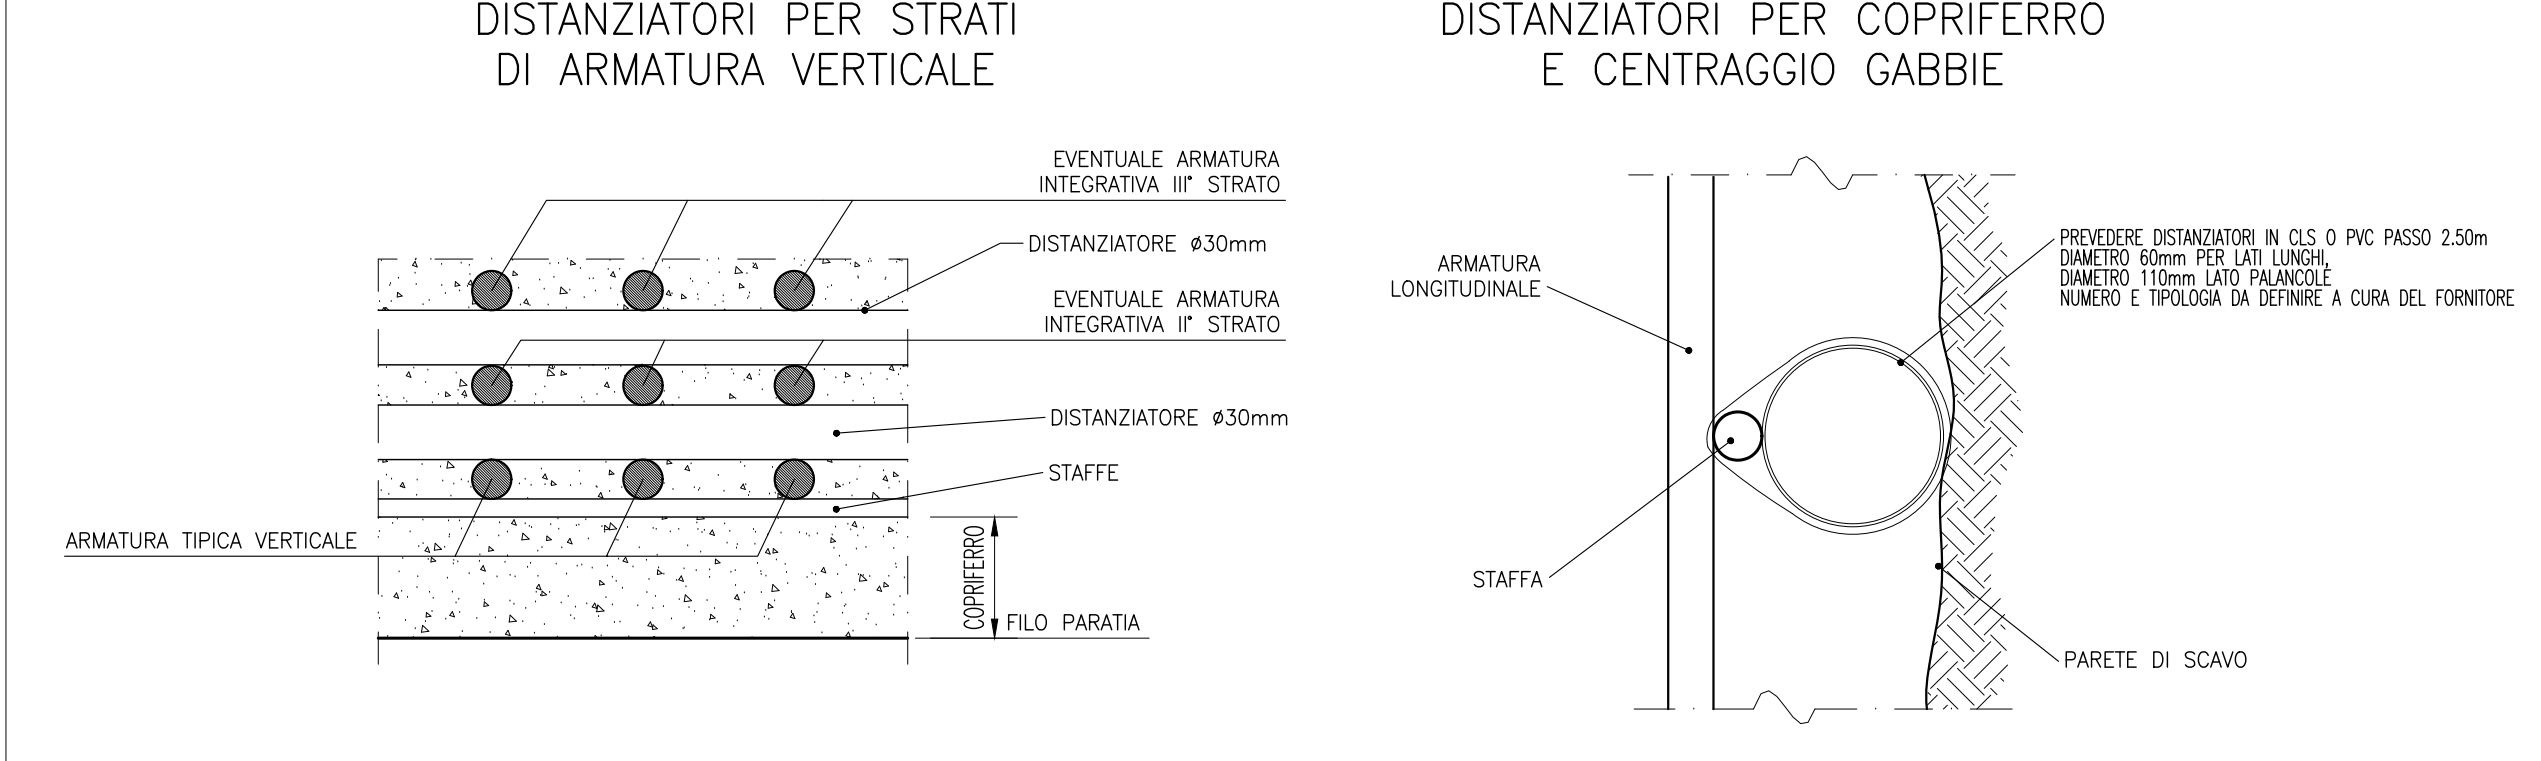 DISTANZIATORI PER STRATI
DI ARMATURA VERTICALE
EVENTUALE ARMATURA
INTEGRATIVA III° STRATO
DISTANZIATORE ø30mm
EVENTUALE ARMATURA
INTEGRATIVA II° STRATO
DISTANZIATORE ø30mm
STAFFE
ARMATURA TIPICA VERTICALE
COPRIFERRO
FILO PARATIA
DISTANZIATORI PER COPRIFERRO
E CENTRAGGIO GABBIE
PREVEDERE DISTANZIATORI IN CLS O PVC PASSO 2.50m
DIAMETRO 60mm PER LATI LUNGHI,
DIAMETRO 110mm LATO PALANCOLE
NUMERO E TIPOLOGIA DA DEFINIRE A CURA DEL FORNITORE
ARMATURA
LONGITUDINALE
STAFFA
PARETE DI SCAVO